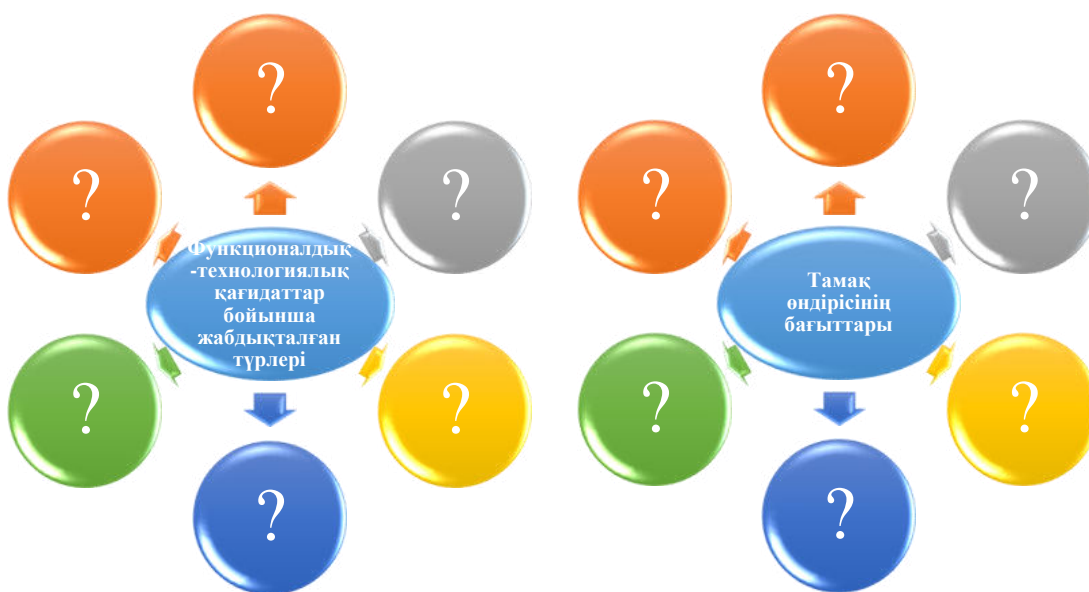 ?
?
?
Функционалдық
-технологиялық
қағидаттар
бойынша
жабдықталған
түрлері
?
?
?
?
?
?
Тамақ
өндірісінің
бағыттары
?
?
?